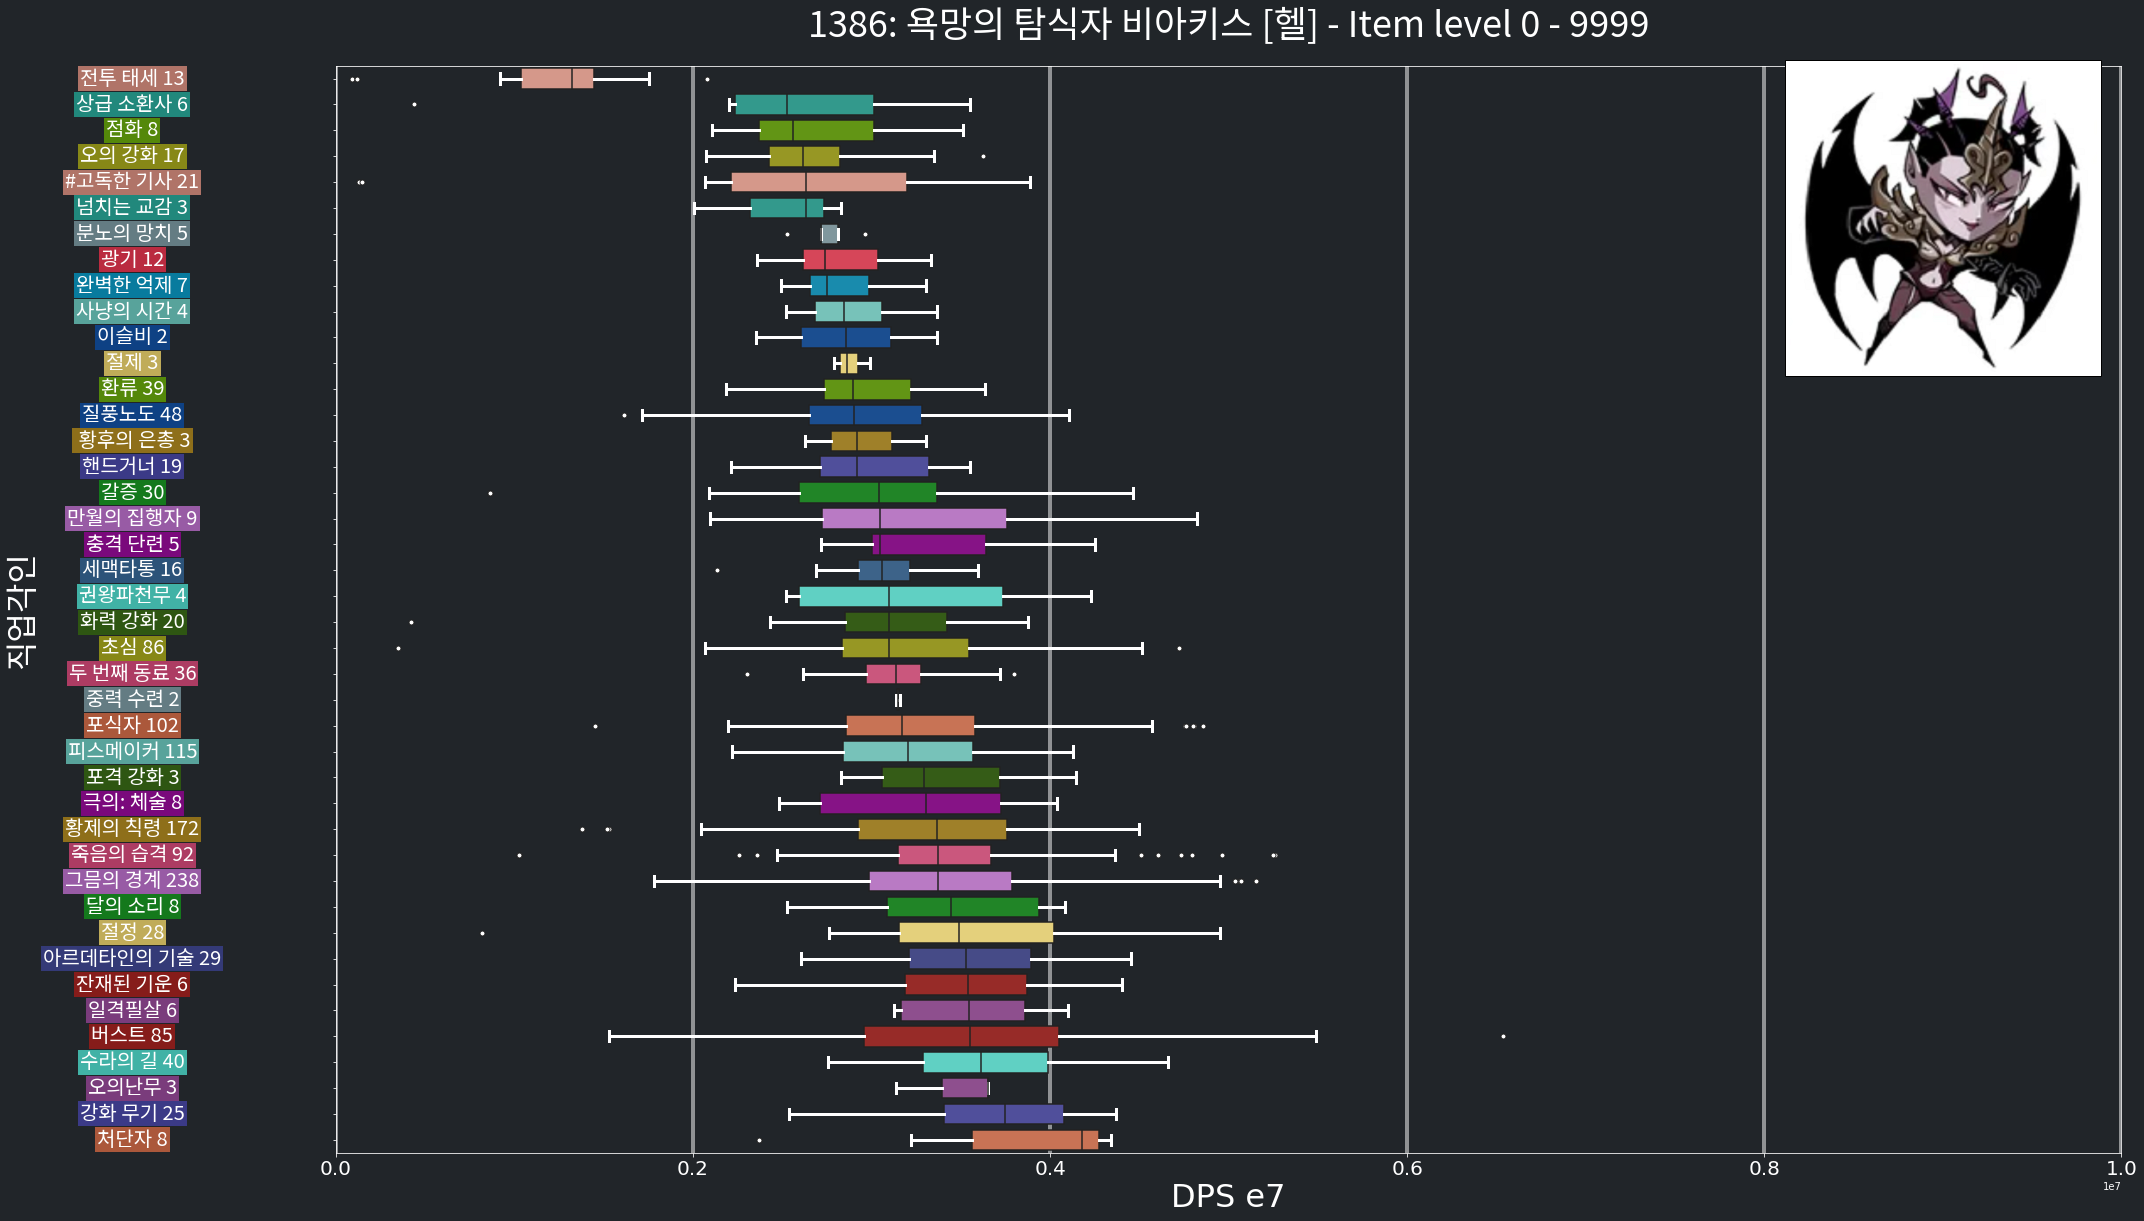 1386: 욕망의 탐식자 비아키스 [헬] - Item level 0 - 9999
직업각인
전투 태세 13
상급 소환사 6
점화 8
오의 강화 17
#고독한 기사 21
넘치는 교감 3
분노의 망치 5
광기 12
완벽한 억제 7
사냥의 시간 4
이슬비 2
절제 3
환류 39
질풍노도 48
황후의 은총 3
핸드거너 19
갈증 30
만월의 집행자 9
충격 단련 5
세맥타통 16
권왕파천무 4
화력 강화 20
초심 86
두 번째 동료 36
중력 수련 2
포식자 102
피스메이커 115
포격 강화 3
극의: 체술 8
황제의 칙령 172
죽음의 습격 92
그믐의 경계 238
달의 소리 8
절정 28
아르데타인의 기술 29
잔재된 기운 6
일격필살 6
버스트 85
수라의 길 40
오의난무 3
강화 무기 25
처단자 8
0.0 0.2 0.4 0.6 0.8 1.0
1e7
DPS e7